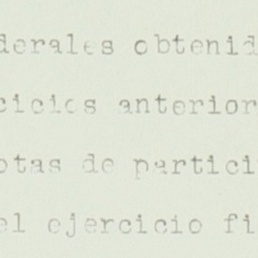 derales obtenid
cicios anterior
otas de partici
el ejercicio fi